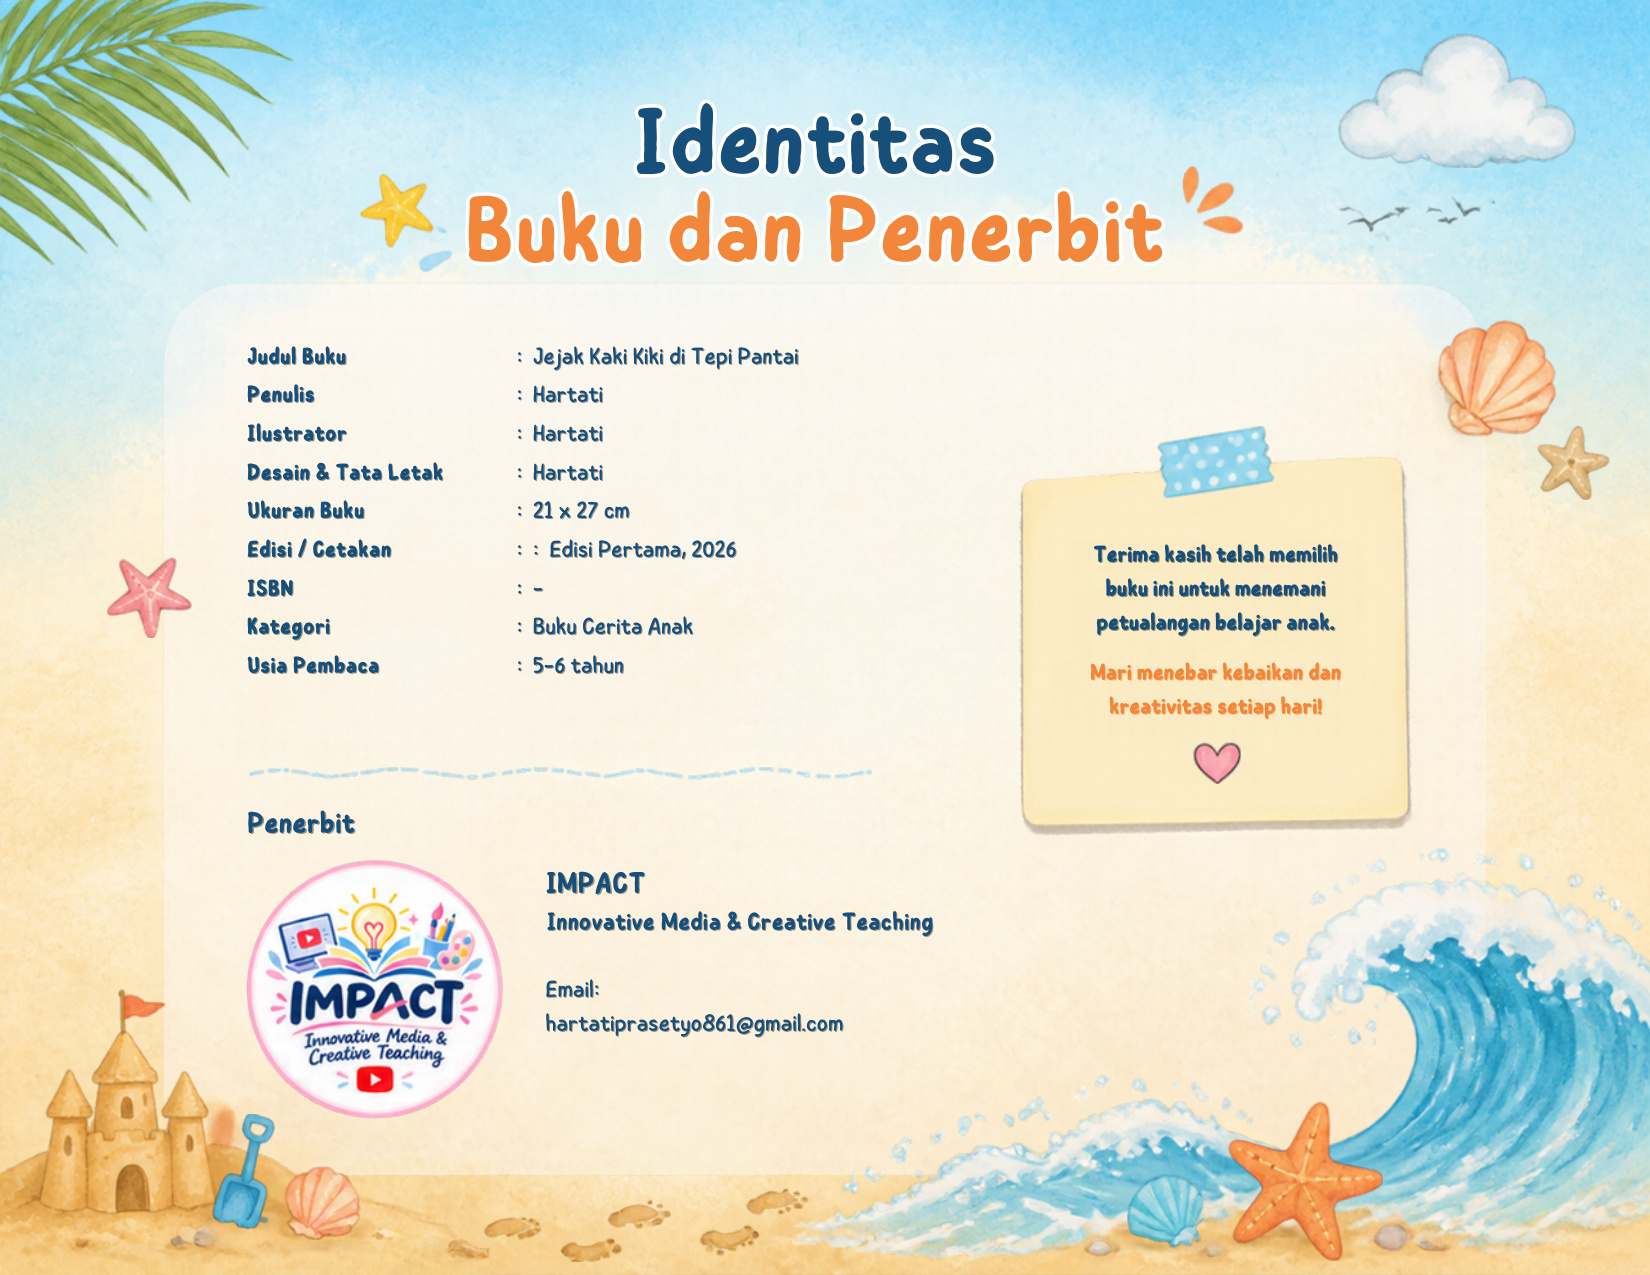 Identitas
Buku dan Penerbit
Judul Buku : Jejak Kaki Kiki di Tepi Pantai
Penulis : Hartati
Ilustrator : Hartati
Desain & Tata Letak : Hartati
Ukuran Buku : 21 x 27 cm
Edisi / Cetakan : : Edisi Pertama, 2026
ISBN : -
Kategori : Buku Cerita Anak
Usia Pembaca : 5-6 tahun
Terima kasih telah memilih
buku ini untuk menemani
petualangan belajar anak.
Mari menebar kebaikan dan
kreativitas setiap hari!
Penerbit
IMPACT
Innovative Media &
Creative Teaching
IMPACT
Innovative Media & Creative Teaching
Email:
hartatiprasetyo861@gmail.com